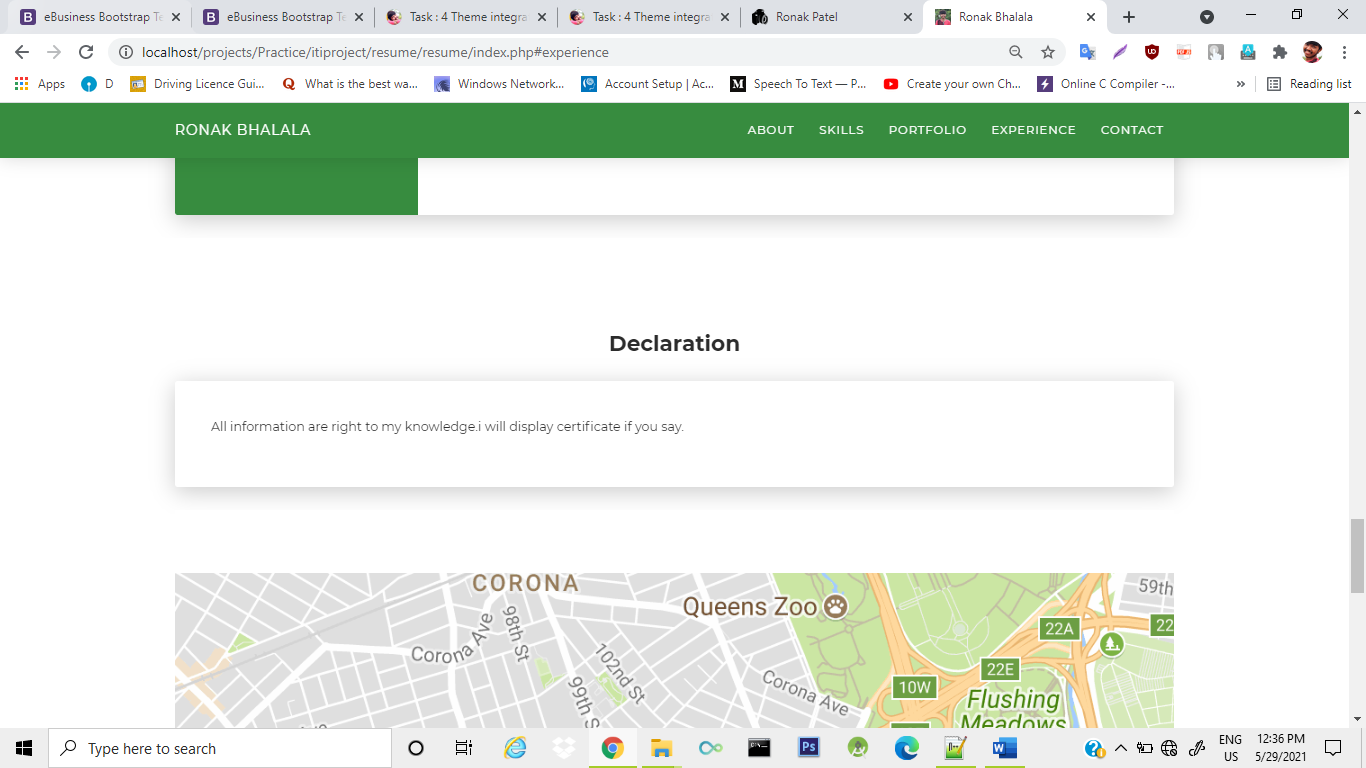 eBusiness Bootstrap Te
eBusiness Bootstrap Te
Task : 4 Theme integra
Task : 4 Theme integra
Ronak Patel
Ronak Bhalala
localhost/projects/Practice/itiproject/resume/resume/index.php#experience
Apps
D
Driving Licence Gui...
What is the best wa...
Windows Network...
Account Setup | Ac...
Speech To Text — P...
Create your own Ch...
Online C Compiler -...
»
Reading list
RONAK BHALALA
ABOUT
SKILLS
PORTFOLIO
EXPERIENCE
CONTACT
Declaration
All information are right to my knowledge.i will display certificate if you say.
CORONA
Queens Zoo
59th
98th St
Corona Ave
102nd St
99th S
Corona Ave
22A
22
22E
10W
Flushing
Meadows
Type here to search
ENG
US
12:36 PM
5/29/2021